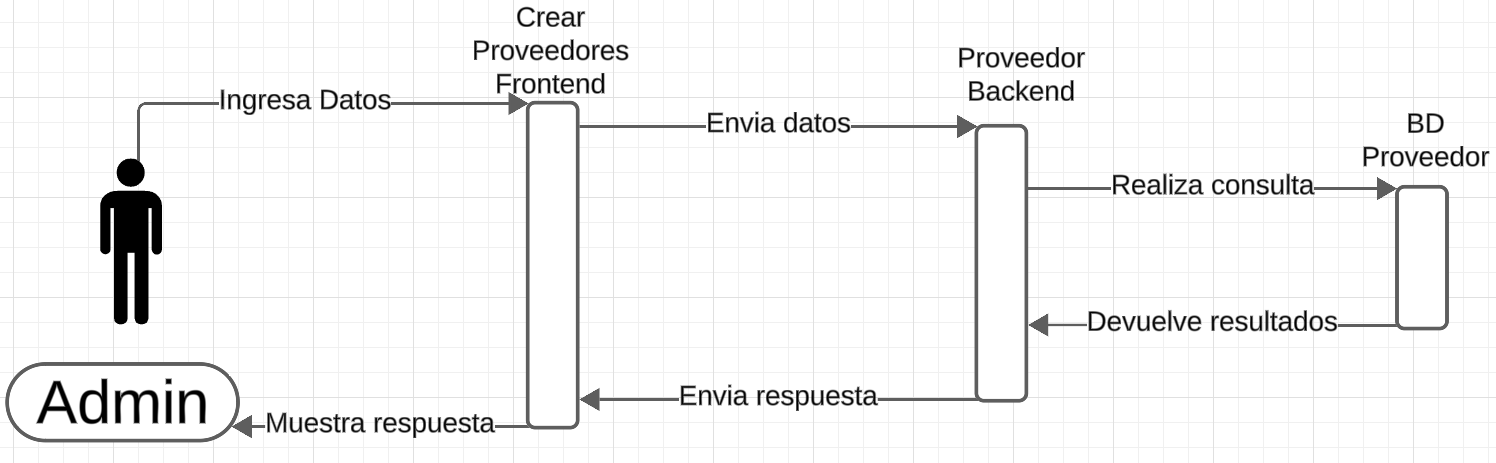 Crear
Proveedores
Frontend
Proveedor
Backend
BD
Proveedor
Ingresa Datos
Envia datos
Realiza consulta
Devuelve resultados
Envia respuesta
Muestra respuesta
Admin